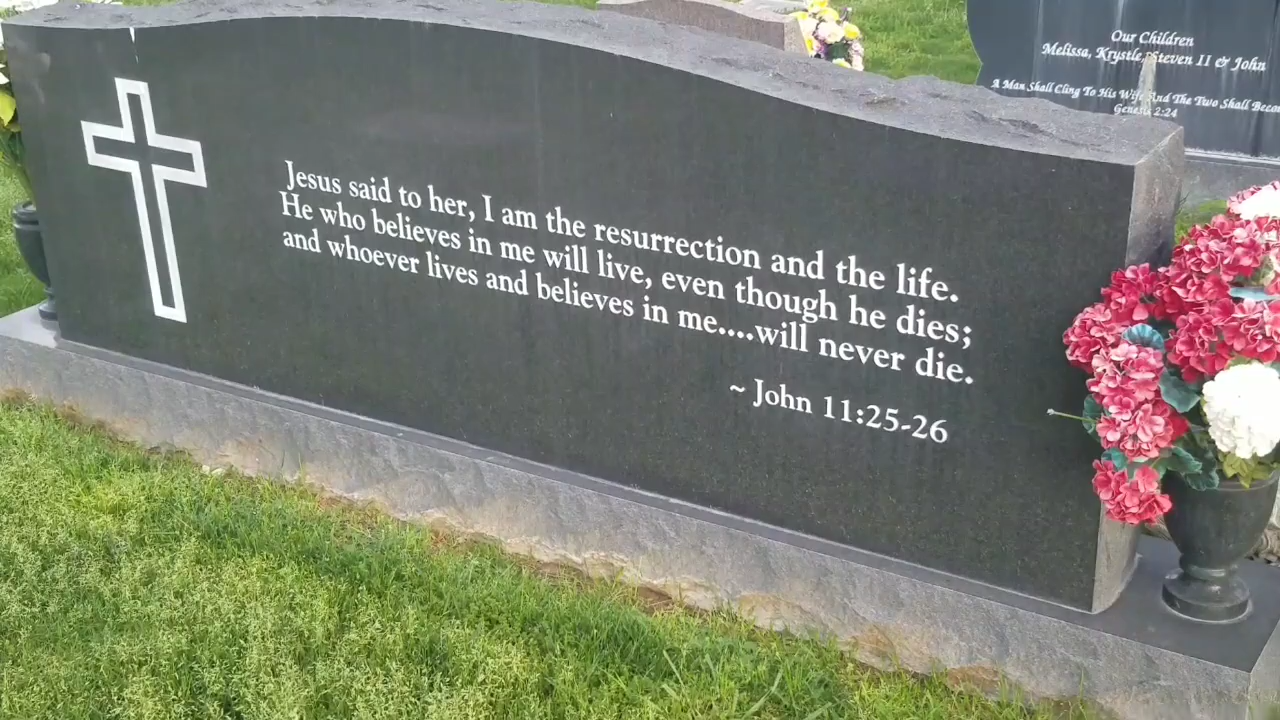 Jesus said to her, I am the resurrection and the life.
He who believes in me will live, even though he dies;
and whoever lives and believes in me....will never die.
~ John 11:25-26
Our Children
Melissa, Krystle, Steven II & John
A Man Shall Cling To His Wife And The Two Shall Becom
Genesis 2:24